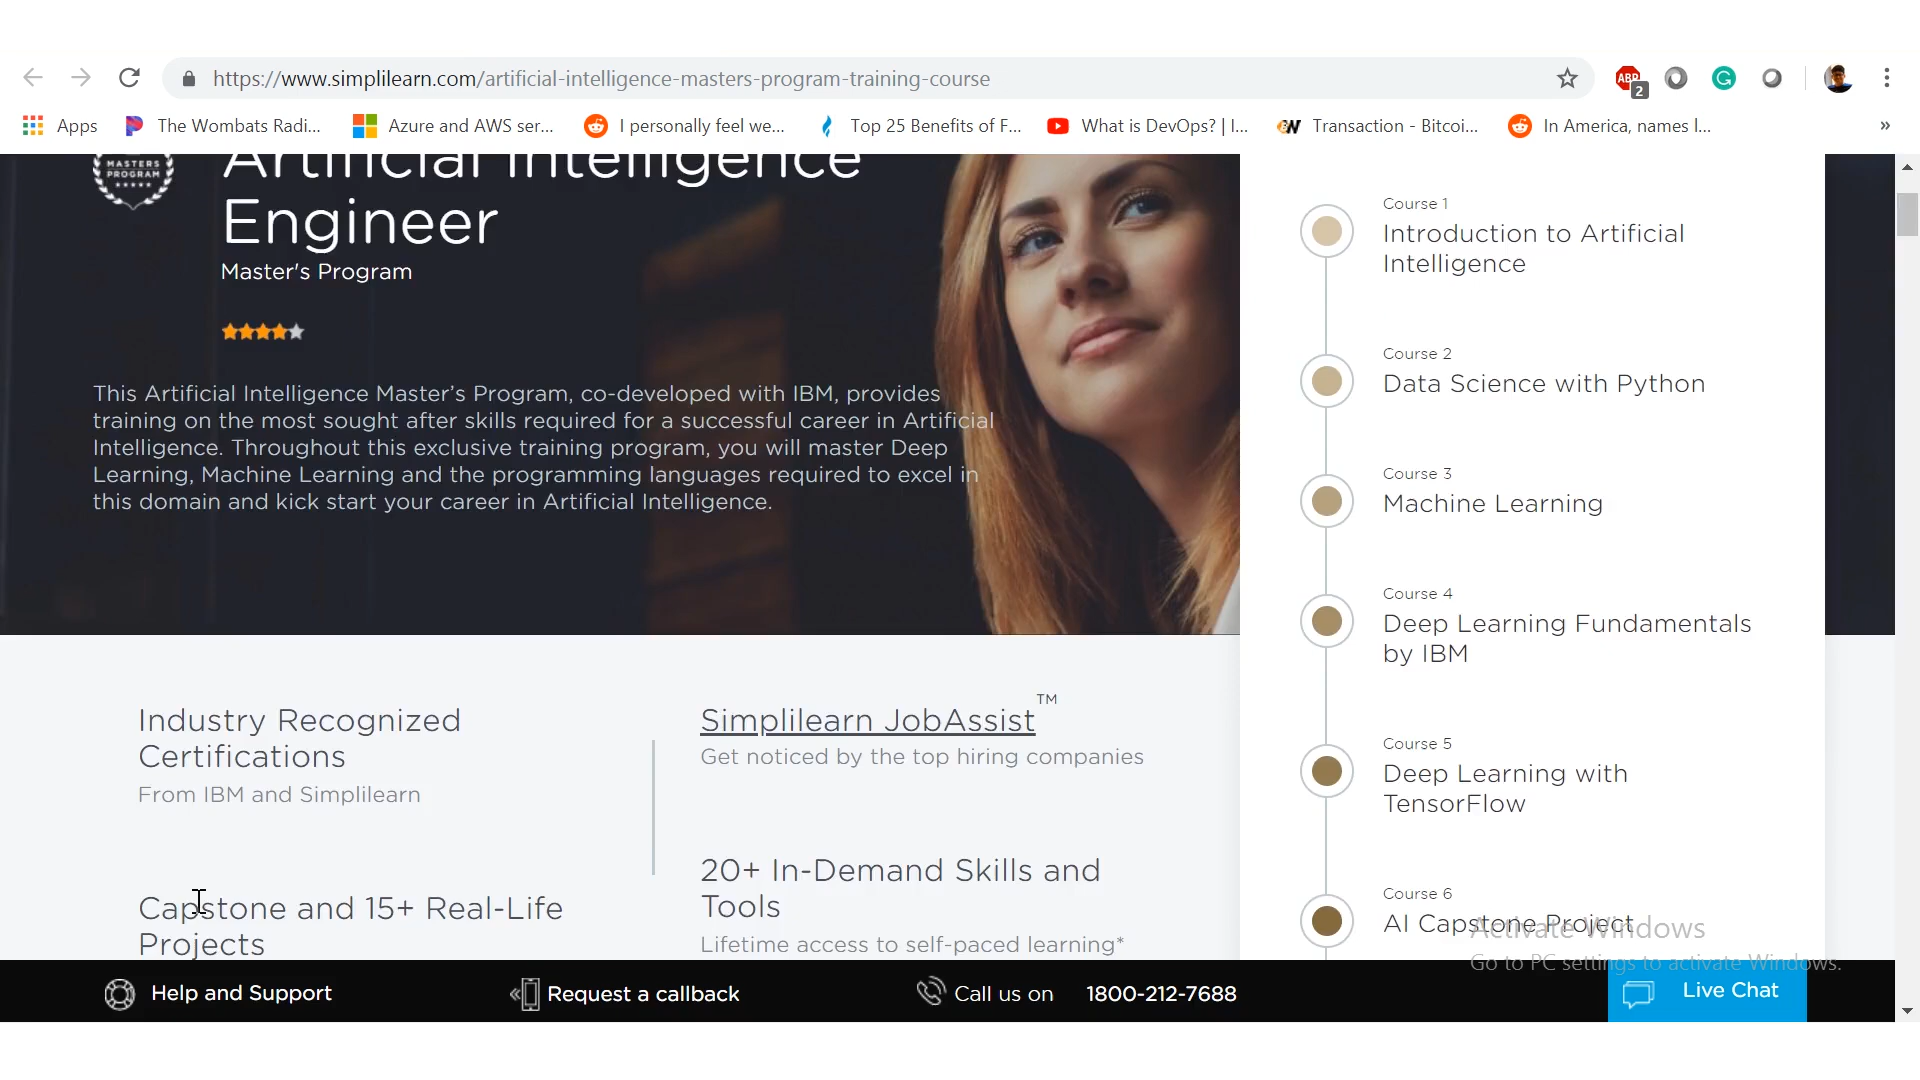 https://www.simplilearn.com/artificial-intelligence-masters-program-training-course
ABP
2
G
Apps
The Wombats Radi...
Azure and AWS ser...
I personally feel we...
Top 25 Benefits of F...
What is DevOps? | I...
Transaction - Bitcoi...
In America, names I...
»
MASTERS
PROGRAM
Artificial Intelligence
Engineer
Master's Program
This Artificial Intelligence Master's Program, co-developed with IBM, provides
training on the most sought after skills required for a successful career in Artificial
Intelligence. Throughout this exclusive training program, you will master Deep
Learning, Machine Learning and the programming languages required to excel in
this domain and kick start your career in Artificial Intelligence.
Industry Recognized
Certifications
From IBM and Simplilearn
Capstone and 15+ Real-Life
Projects
Simplilearn JobAssist™
Get noticed by the top hiring companies
20+ In-Demand Skills and
Tools
Lifetime access to self-paced learning*
Course 1
Introduction to Artificial
Intelligence
Course 2
Data Science with Python
Course 3
Machine Learning
Course 4
Deep Learning Fundamentals
by IBM
Course 5
Deep Learning with
TensorFlow
Course 6
AI Capstone Project
Activate Windows
Go to PC settings to activate Windows.
Help and Support
Request a callback
Call us on 1800-212-7688
Live Chat